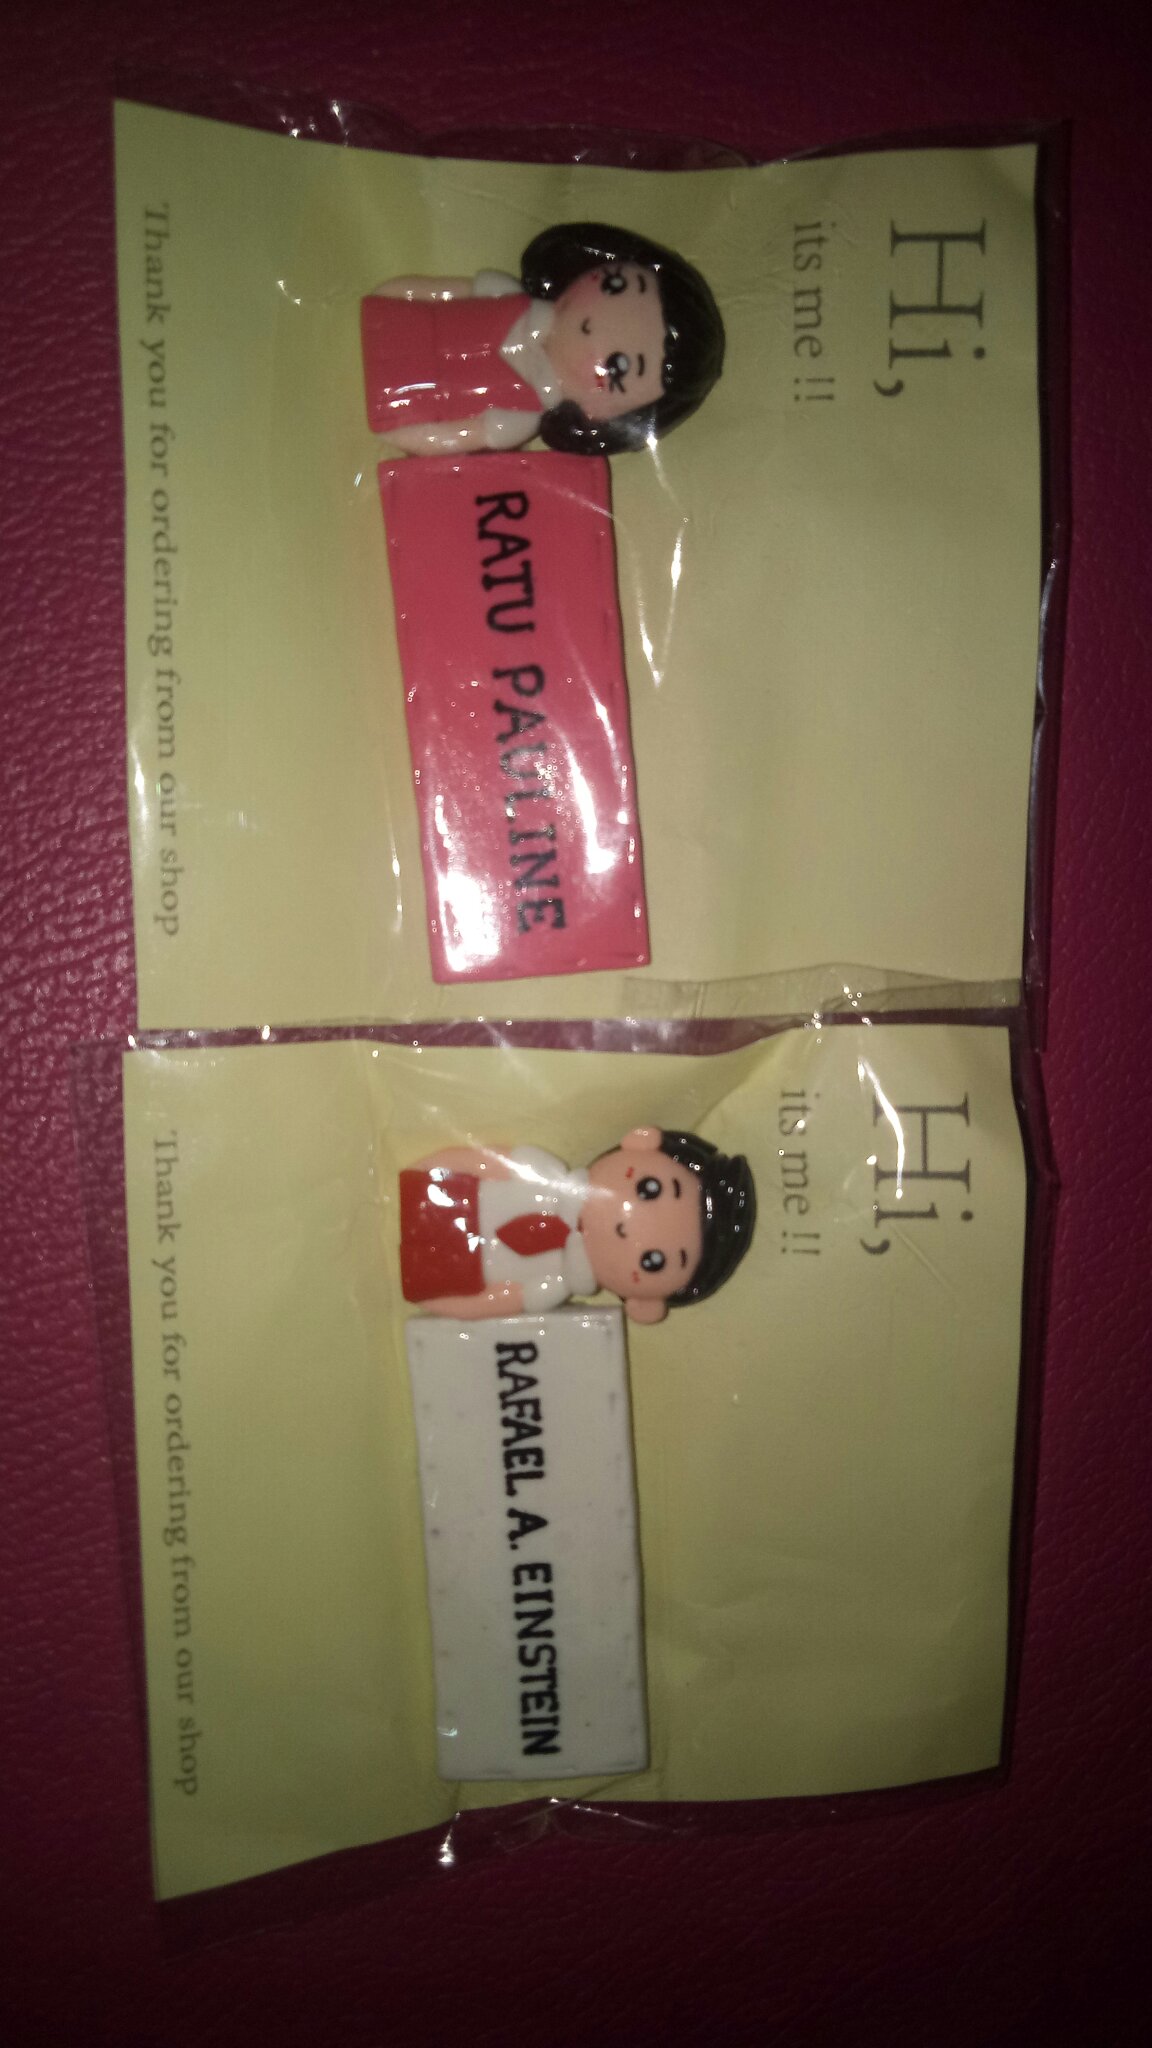 Hi,
its me !!
RATU PAULINE
Thank you for ordering from our shop
Hi,
its me !!
RAFAEL A. EINSTEIN
Thank you for ordering from our shop